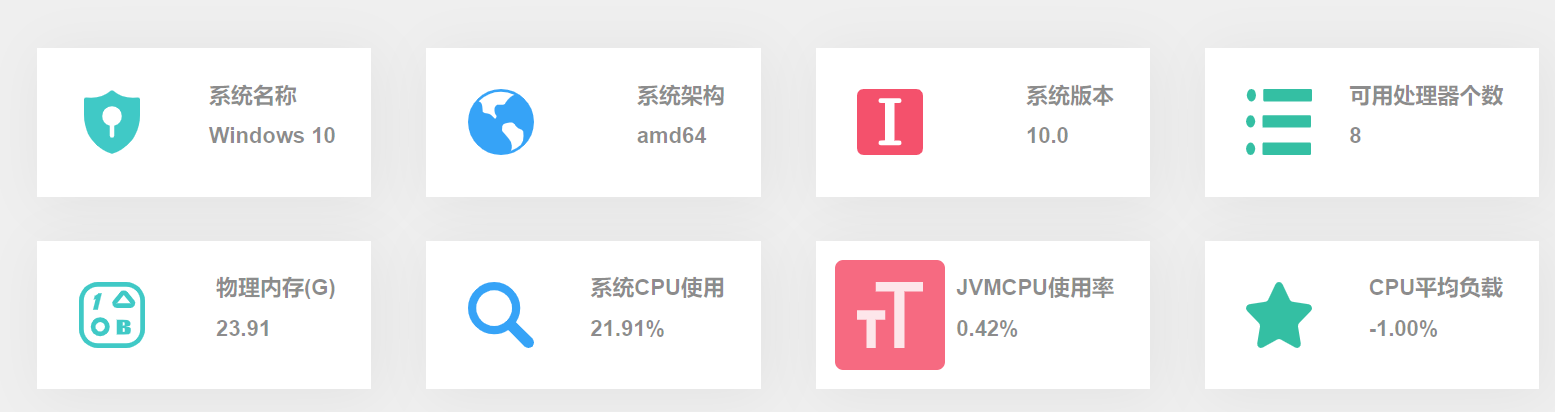 系统名称
Windows 10
系统架构
amd64
系统版本
10.0
可用处理器个数
8
物理内存(G)
23.91
系统CPU使用
21.91%
JVMCPU使用率
0.42%
CPU平均负载
-1.00%